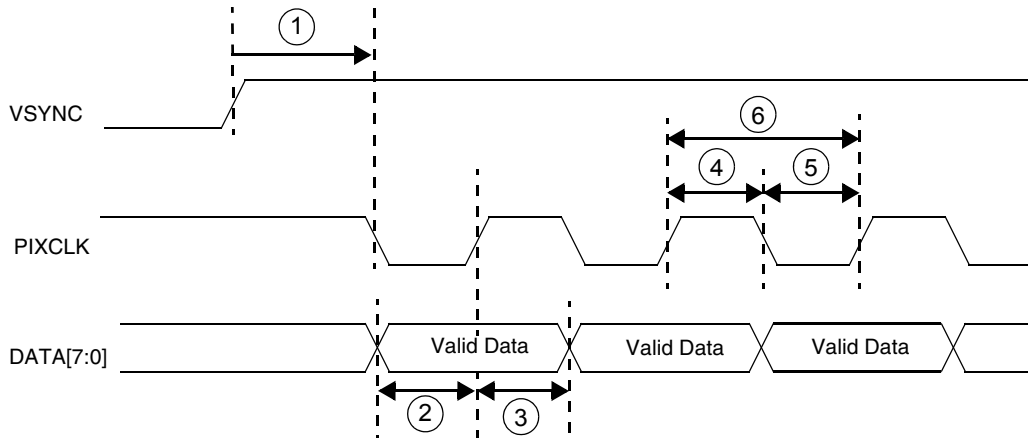 1
VSYNC
6
4
5
PIXCLK
DATA[7:0]
Valid Data
Valid Data
Valid Data
2
3